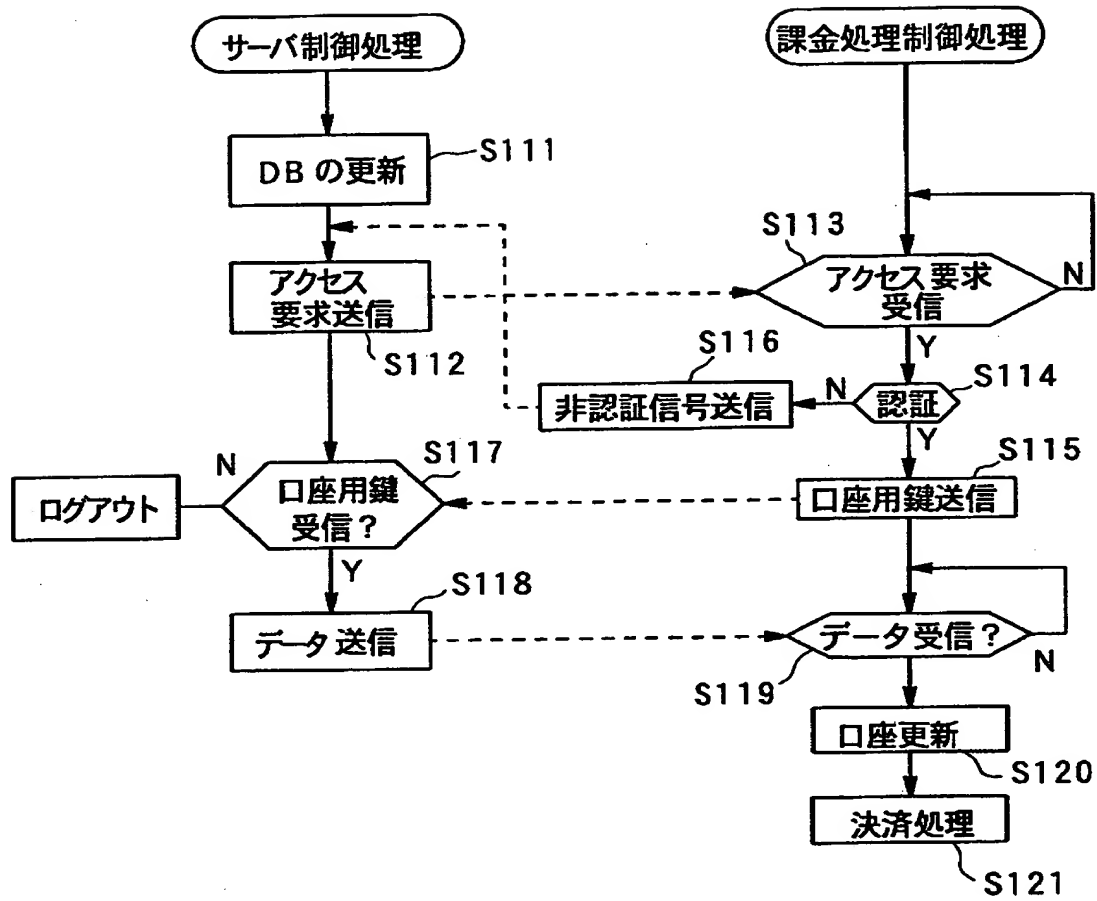 サーバ制御処理
課金処理制御処理
DBの更新
S111
アクセス
要求送信
S112
S113
アクセス要求
受信
N
Y
S116
非認証信号送信
N
認証
S114
Y
S115
口座用鍵送信
S117
N
口座用鍵
受信?
ログアウト
Y
S118
データ送信
データ受信?
N
S119
口座更新
S120
決済処理
S121